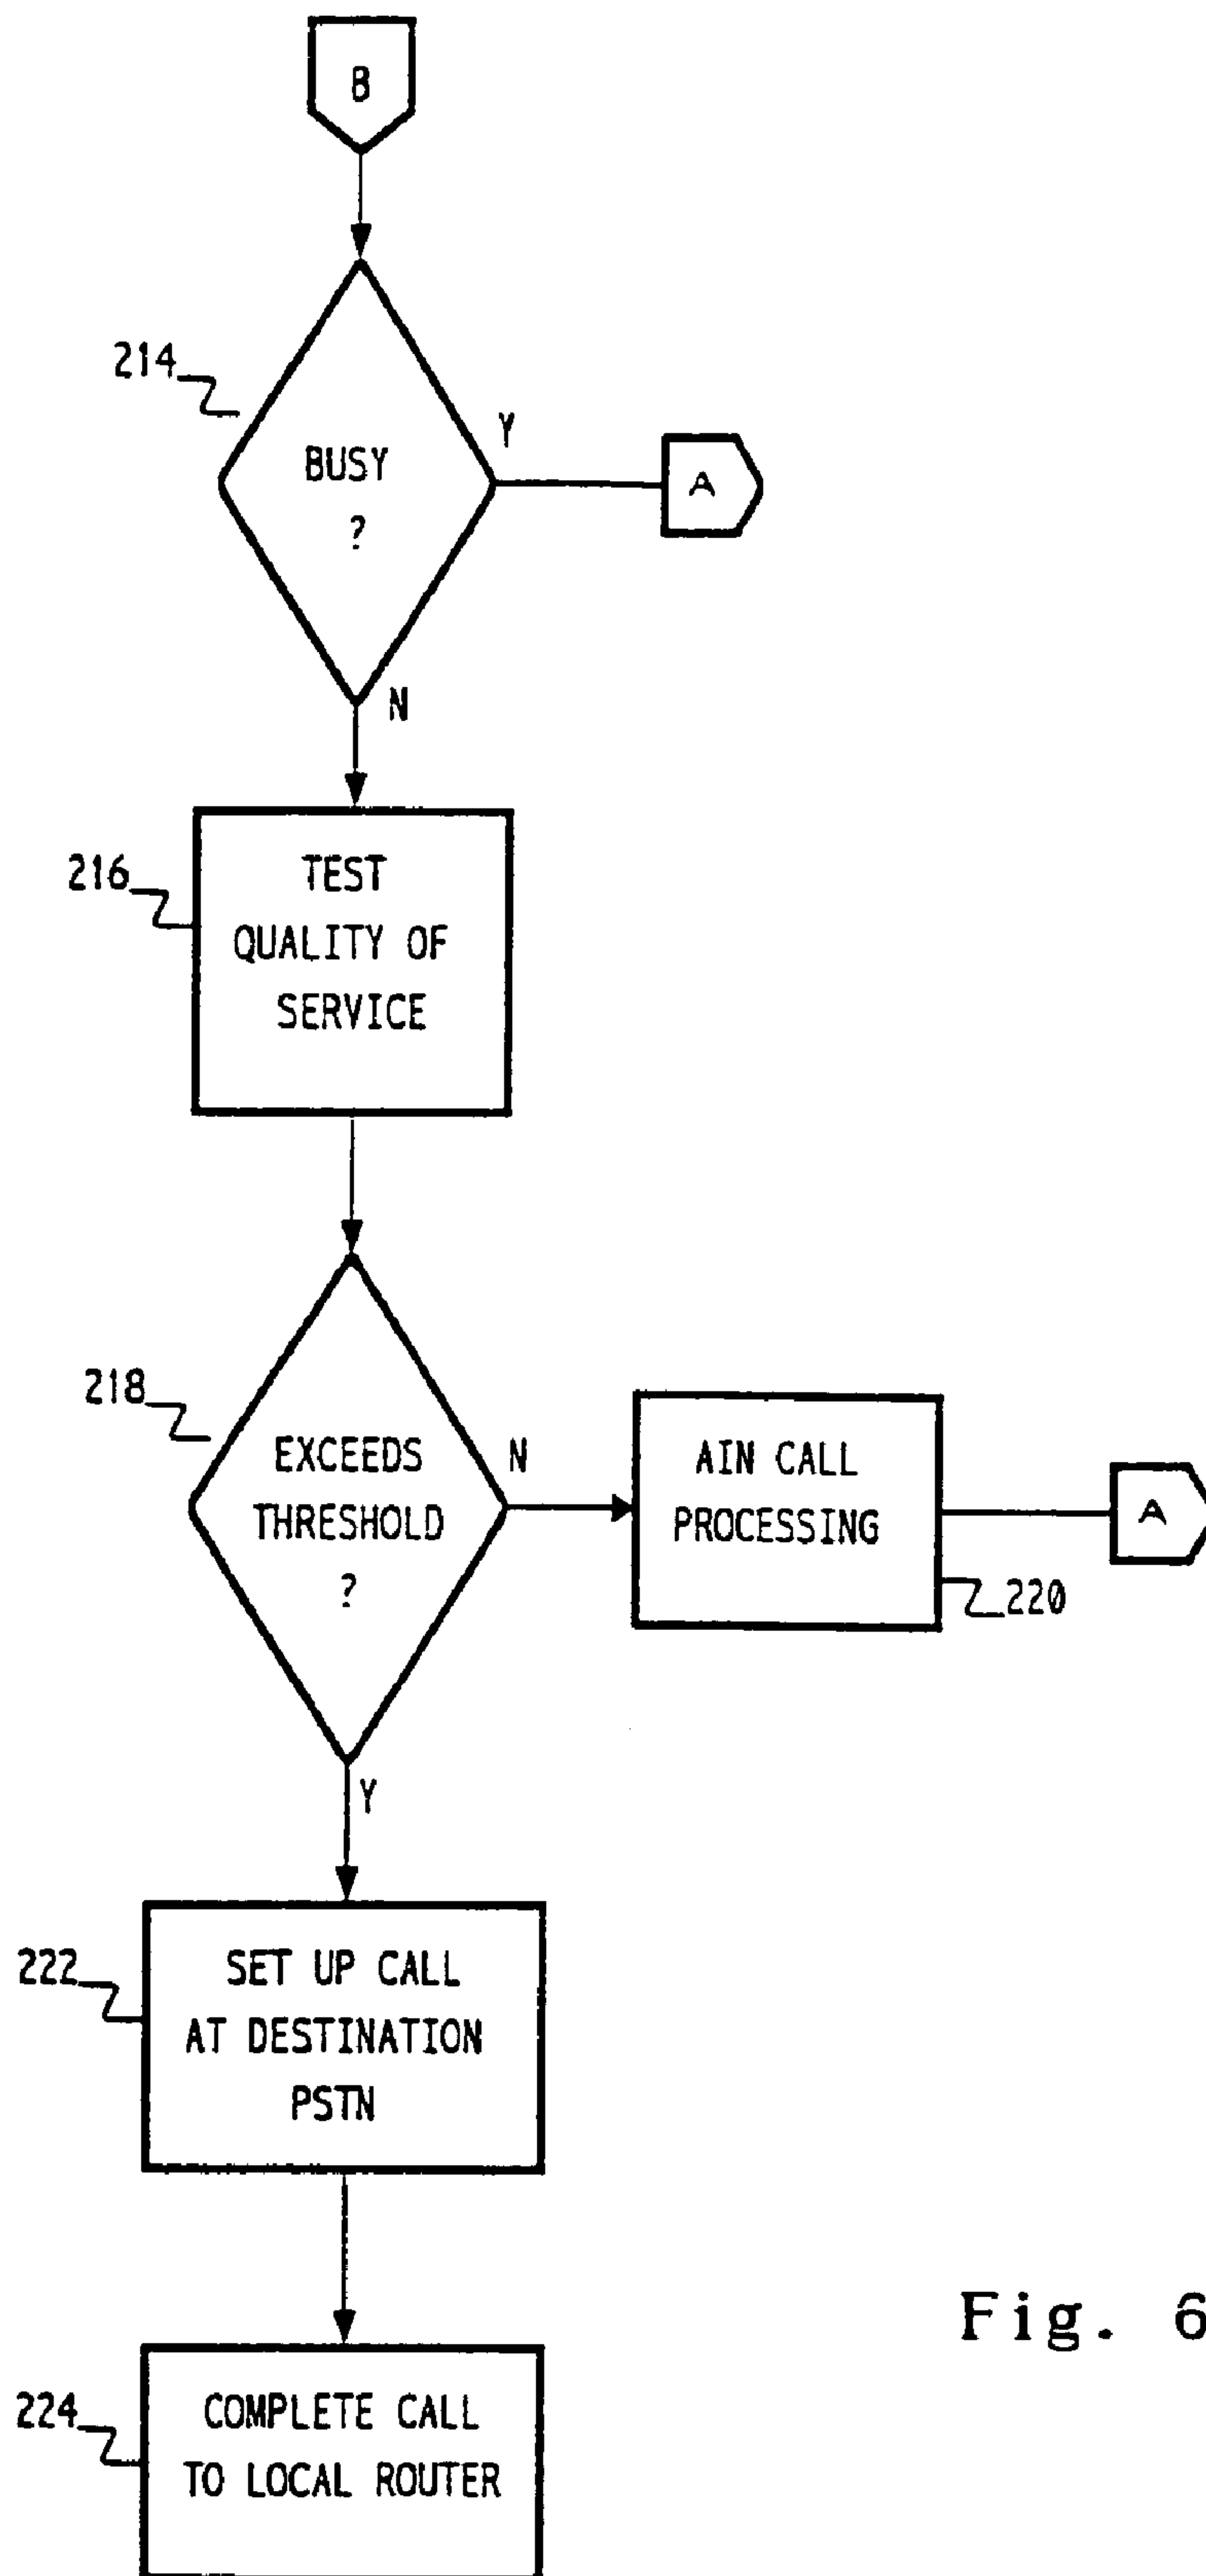 B
214
BUSY
?
Y
A
N
216
TEST
QUALITY OF
SERVICE
218
EXCEEDS
THRESHOLD
?
N
AIN CALL
PROCESSING
A
220
Y
222
SET UP CALL
AT DESTINATION
PSTN
224
COMPLETE CALL
TO LOCAL ROUTER
Fig. 6